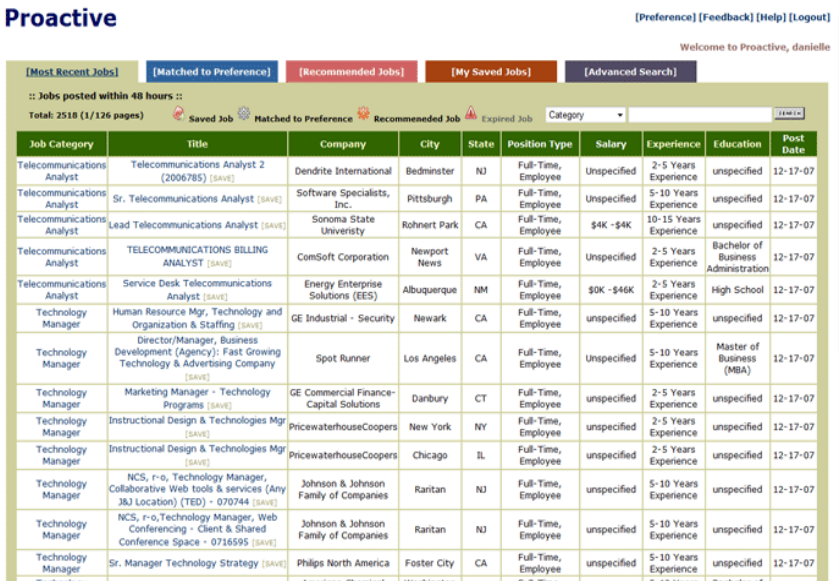 Proactive
[Preference] [Feedback] [Help] [Logout]
Welcome to Proactive, danielle
[Most Recent Jobs] [Matched to Preference] [Recommended Jobs] [My Saved Jobs] [Advanced Search]
:: Jobs posted within 48 hours ::
Total: 2518 (1/126 pages) Saved Job Matched to Preference Recommeneded Job Expired Job Category
Job Category Title Company City State Position Type Salary Experience Education Post Date
Telecommunications Analyst Telecommunications Analyst 2 (2006785) [SAVE] Dendrite International Bedminster NJ Full-Time, Employee Unspecified 2-5 Years Experience unspecified 12-17-07
Telecommunications Analyst Sr. Telecommunications Analyst [SAVE] Software Specialists, Inc. Pittsburgh PA Full-Time, Employee Unspecified 5-10 Years Experience unspecified 12-17-07
Telecommunications Analyst Lead Telecommunications Analyst [SAVE] Sonoma State Univeristy Rohnert Park CA Full-Time, Employee $4K -$4K 10-15 Years Experience unspecified 12-17-07
Telecommunications Analyst TELECOMMUNICATIONS BILLING ANALYST [SAVE] ComSoft Corporation Newport News VA Full-Time, Employee Unspecified 2-5 Years Experience Bachelor of Business Administration 12-17-07
Telecommunications Analyst Service Desk Telecommunications Analyst [SAVE] Energy Enterprise Solutions (EES) Albuquerque NM Full-Time, Employee $0K -$46K 2-5 Years Experience High School 12-17-07
Technology Manager Human Resource Mgr, Technology and Organization & Staffing [SAVE] GE Industrial - Security Newark CA Full-Time, Employee unspecified 5-10 Years Experience unspecified 12-17-07
Technology Manager Director/Manager, Business Development (Agency): Fast Growing Technology & Advertising Company [SAVE] Spot Runner Los Angeles CA Full-Time, Employee Unspecified 5-10 Years Experience Master of Business (MBA) 12-17-07
Technology Manager Marketing Manager - Technology Programs [SAVE] GE Commercial Finance-Capital Solutions Danbury CT Full-Time, Employee unspecified 2-5 Years Experience unspecified 12-17-07
Technology Manager Instructional Design & Technologies Mgr [SAVE] PricewaterhouseCoopers New York NY Full-Time, Employee unspecified 2-5 Years Experience unspecified 12-17-07
Technology Manager Instructional Design & Technologies Mgr [SAVE] PricewaterhouseCoopers Chicago IL Full-Time, Employee unspecified 2-5 Years Experience unspecified 12-17-07
Technology Manager NCS, r-o, Technology Manager, Collaborative Web tools & services (Any J&J Location) (TED) - 070744 [SAVE] Johnson & Johnson Family of Companies Raritan NJ Full-Time, Employee unspecified 5-10 Years Experience unspecified 12-17-07
Technology Manager NCS, r-o,Technology Manager, Web Conferencing - Client & Shared Conference Space - 0716595 [SAVE] Johnson & Johnson Family of Companies Raritan NJ Full-Time, Employee unspecified 5-10 Years Experience unspecified 12-17-07
Technology Manager Sr. Manager Technology Strategy [SAVE] Philips North America Foster City CA Full-Time, Employee unspecified 5-10 Years Experience unspecified 12-17-07